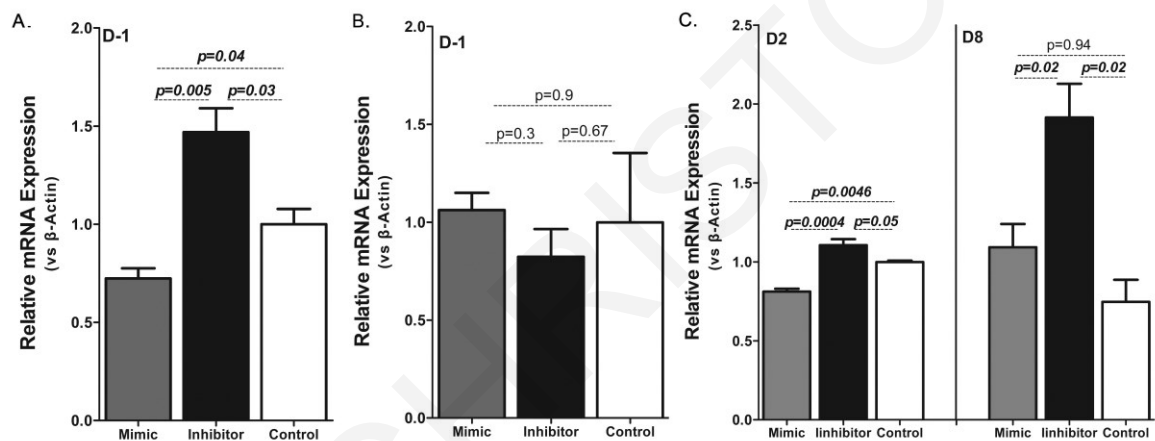 A.
D-1
p=0.04
p=0.005 p=0.03
Relative mRNA Expression
(vs β-Actin)
2.0
1.5
1.0
0.5
0.0
Mimic Inhibitor Control
B.
D-1
p=0.9
p=0.3 p=0.67
Relative mRNA Expression
(vs β-Actin)
2.0
1.5
1.0
0.5
0.0
Mimic Inhibitor Control
C.
D2
p=0.0046
p=0.0004 p=0.05
D8
p=0.94
p=0.02 p=0.02
Relative mRNA Expression
(vs β-Actin)
2.5
2.0
1.5
1.0
0.5
0.0
Mimic Iinhibitor Control Mimic Iinhibitor Control
HRISTO